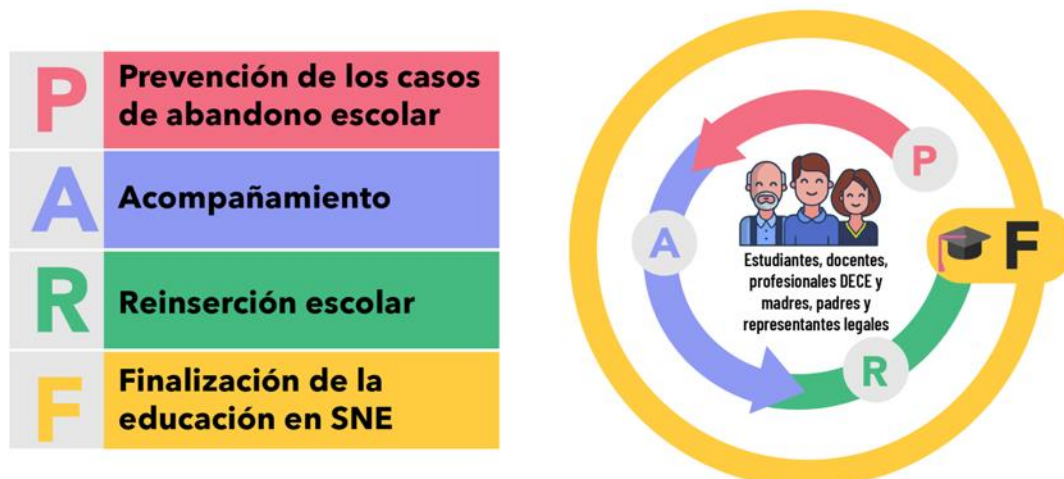 P
Prevención de los casos
de abandono escolar
A
Acompañamiento
R
Reinserción escolar
F
Finalización de la
educación en SNE
P
A
F
Estudiantes, docentes,
profesionales DECE y
madres, padres y
representantes legales
R